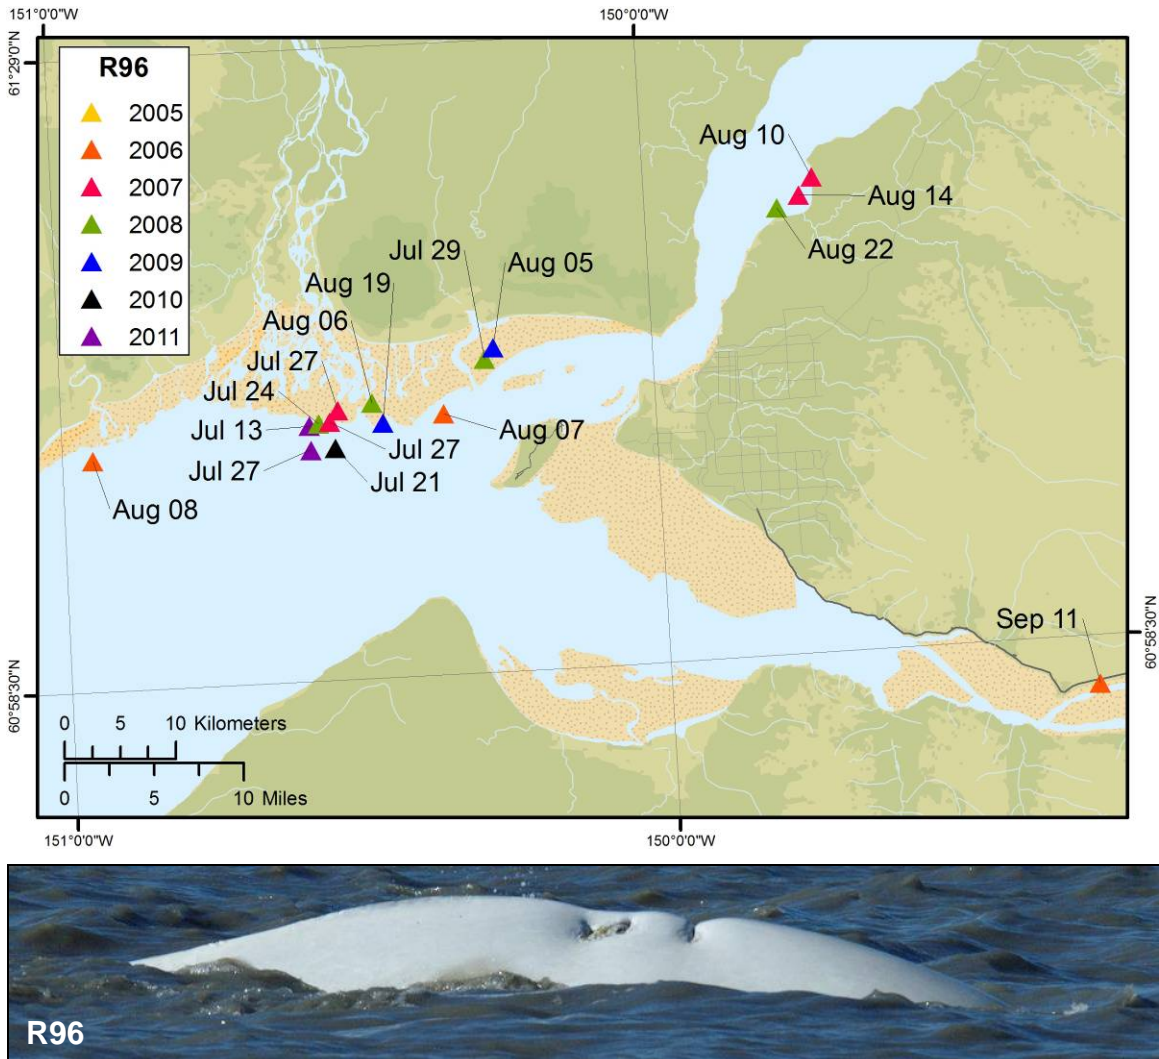 151°0'0"W
150°0'0"W
61°29'0"N
R96
2005
2006
2007
2008
2009
2010
2011
Aug 10
Aug 14
Aug 22
Jul 29
Aug 05
Aug 19
Aug 06
Jul 27
Jul 24
Jul 13
Jul 27
Aug 07
Jul 27
Jul 21
Aug 08
Sep 11
60°58'30"N
60°58'30"N
0 5 10 Kilometers
0 5 10 Miles
151°0'0"W
150°0'0"W
R96